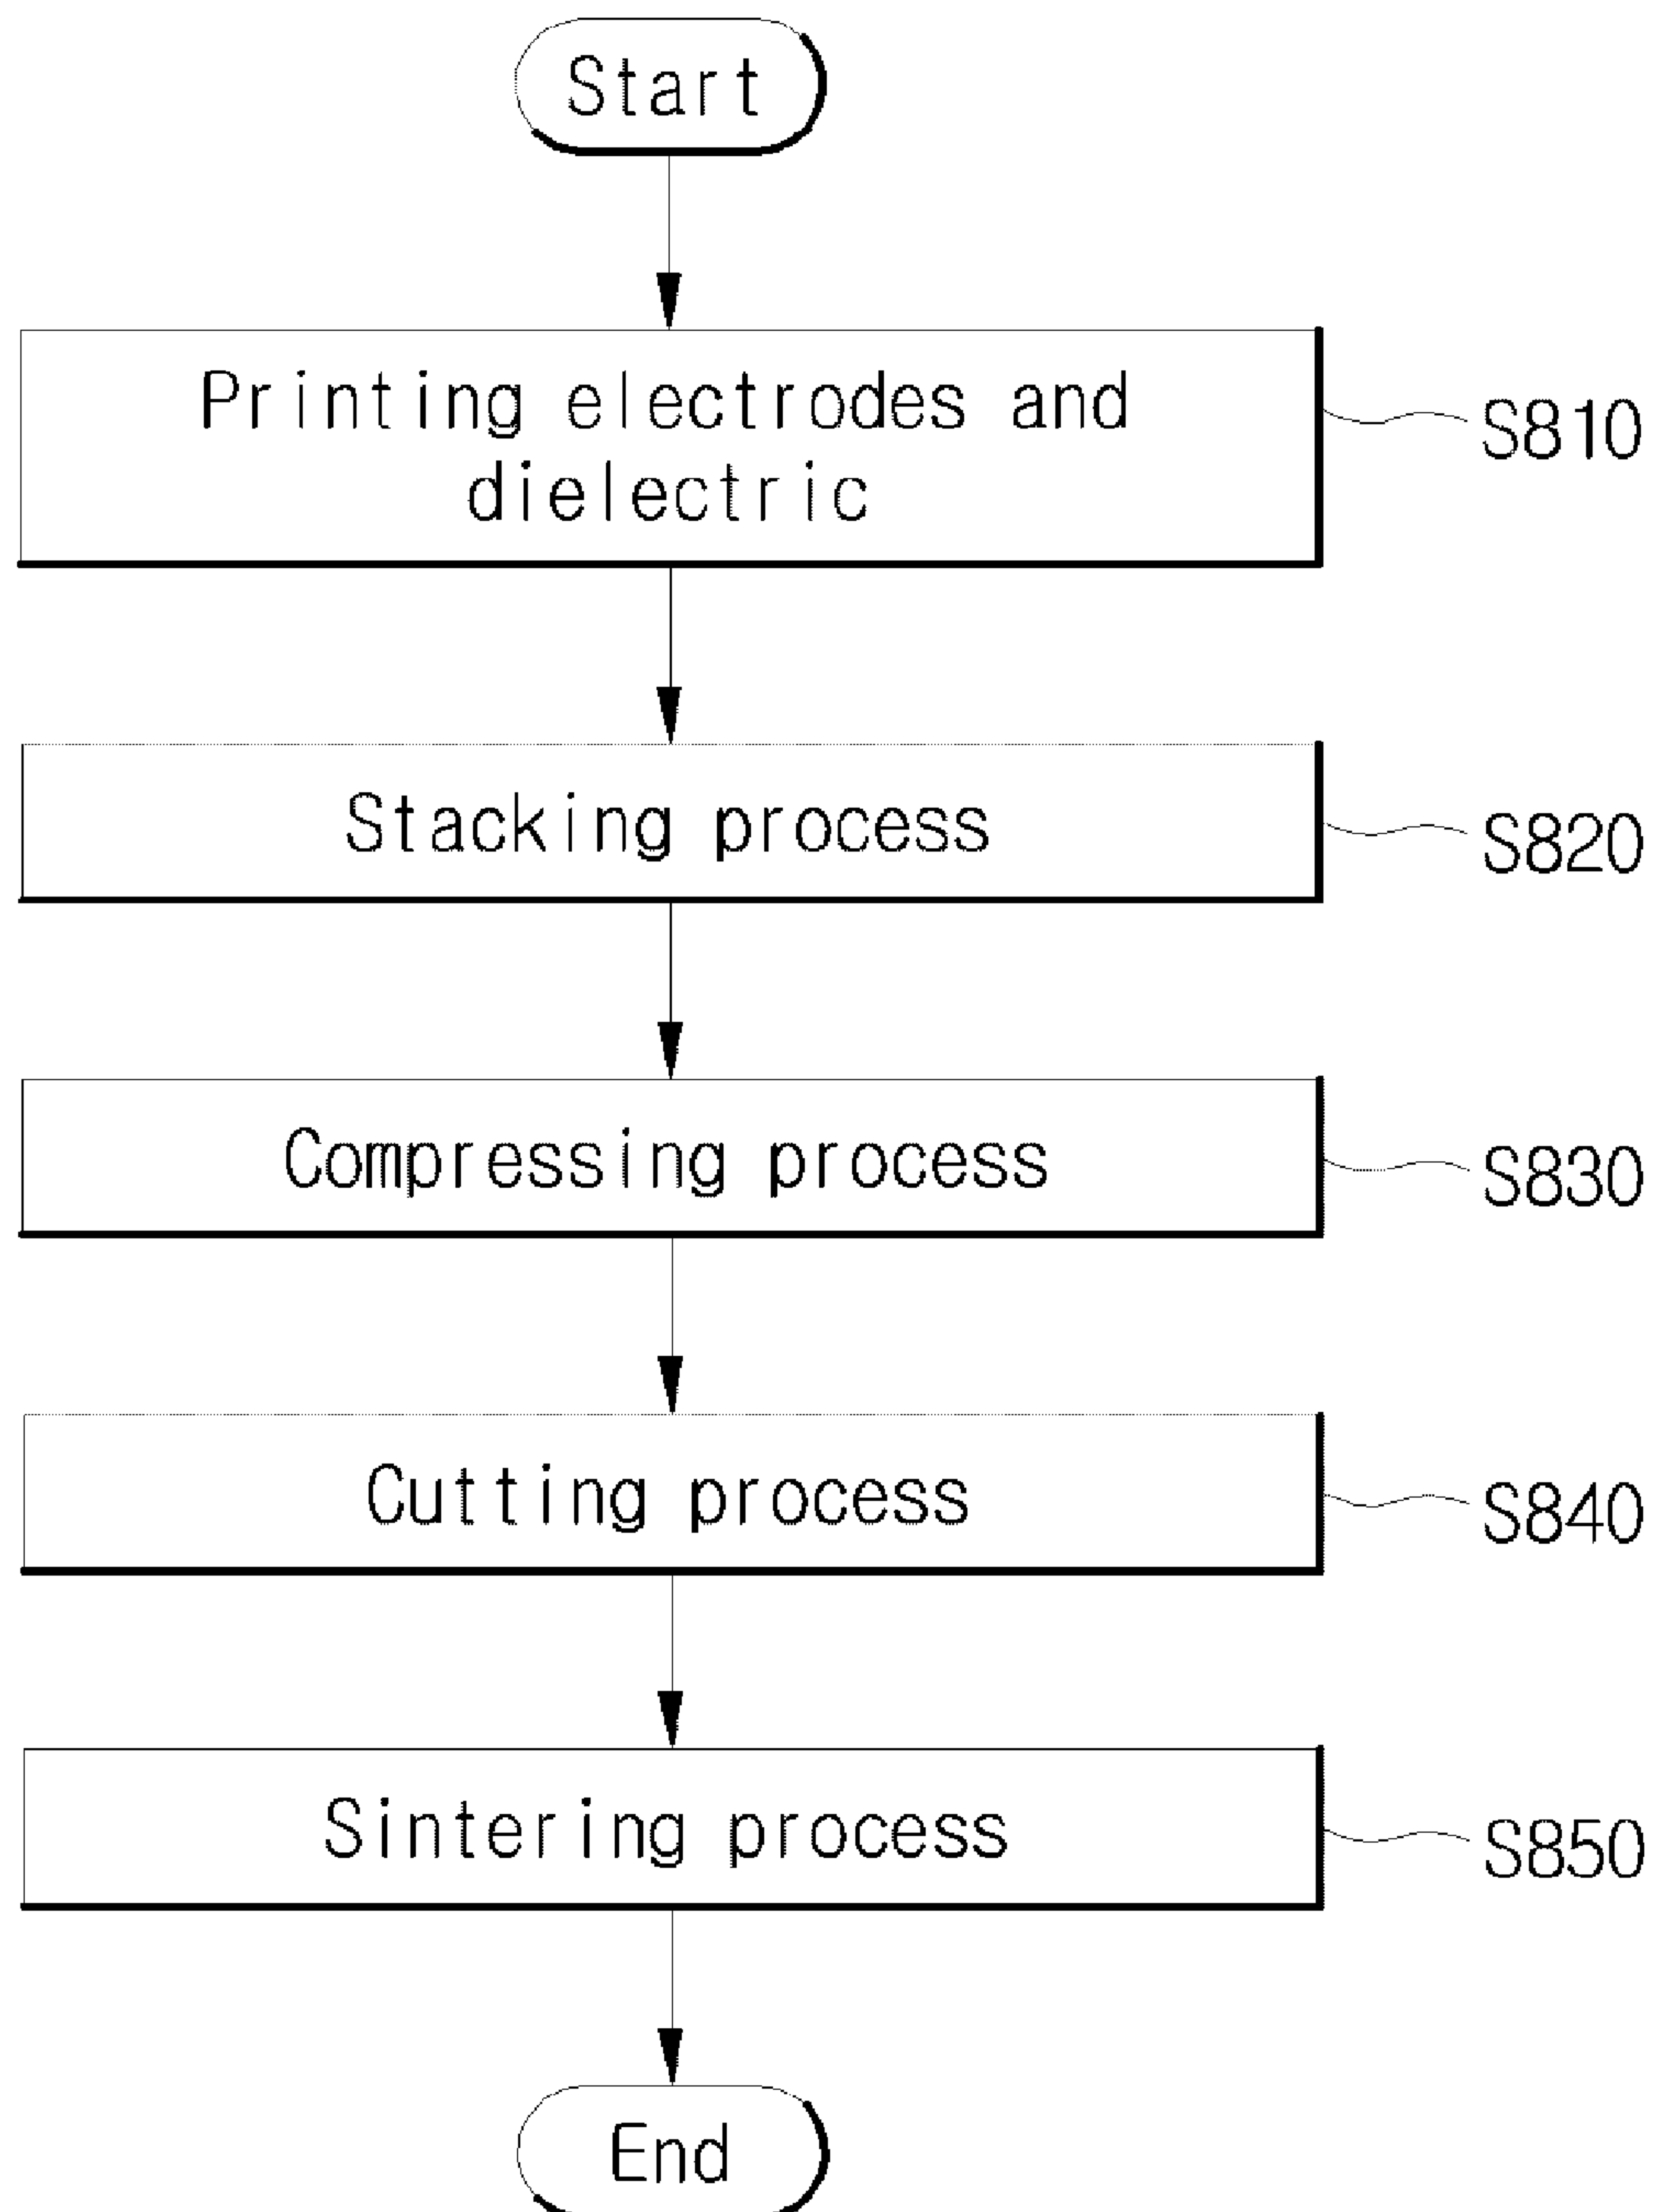 Start
Printing electrodes and
dielectric
S810
Stacking process
S820
Compressing process
S830
Cutting process
S840
Sintering process
S850
End